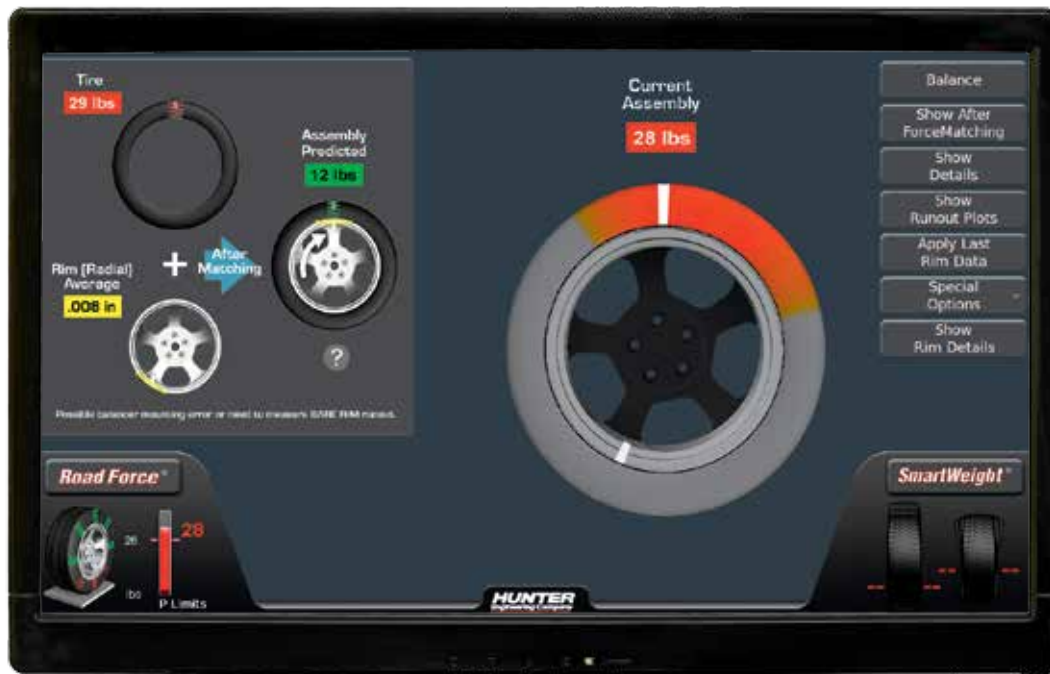 Tire
29 lbs
Assembly
Predicted
12 lbs
+
After
Matching
Rim [Radial]
Average
.008 in
?
Possible balancer mounting error or need to measure BARE RIM runout.
Current
Assembly
28 lbs
Balance
Show After
ForceMatching
Show
Details
Show
Runout Plots
Apply Last
Rim Data
Special
Options
Show
Rim Details
Road Force®
26
28
lbs
P Limits
HUNTER
Engineering Company
SmartWeight®
-- --
-- --